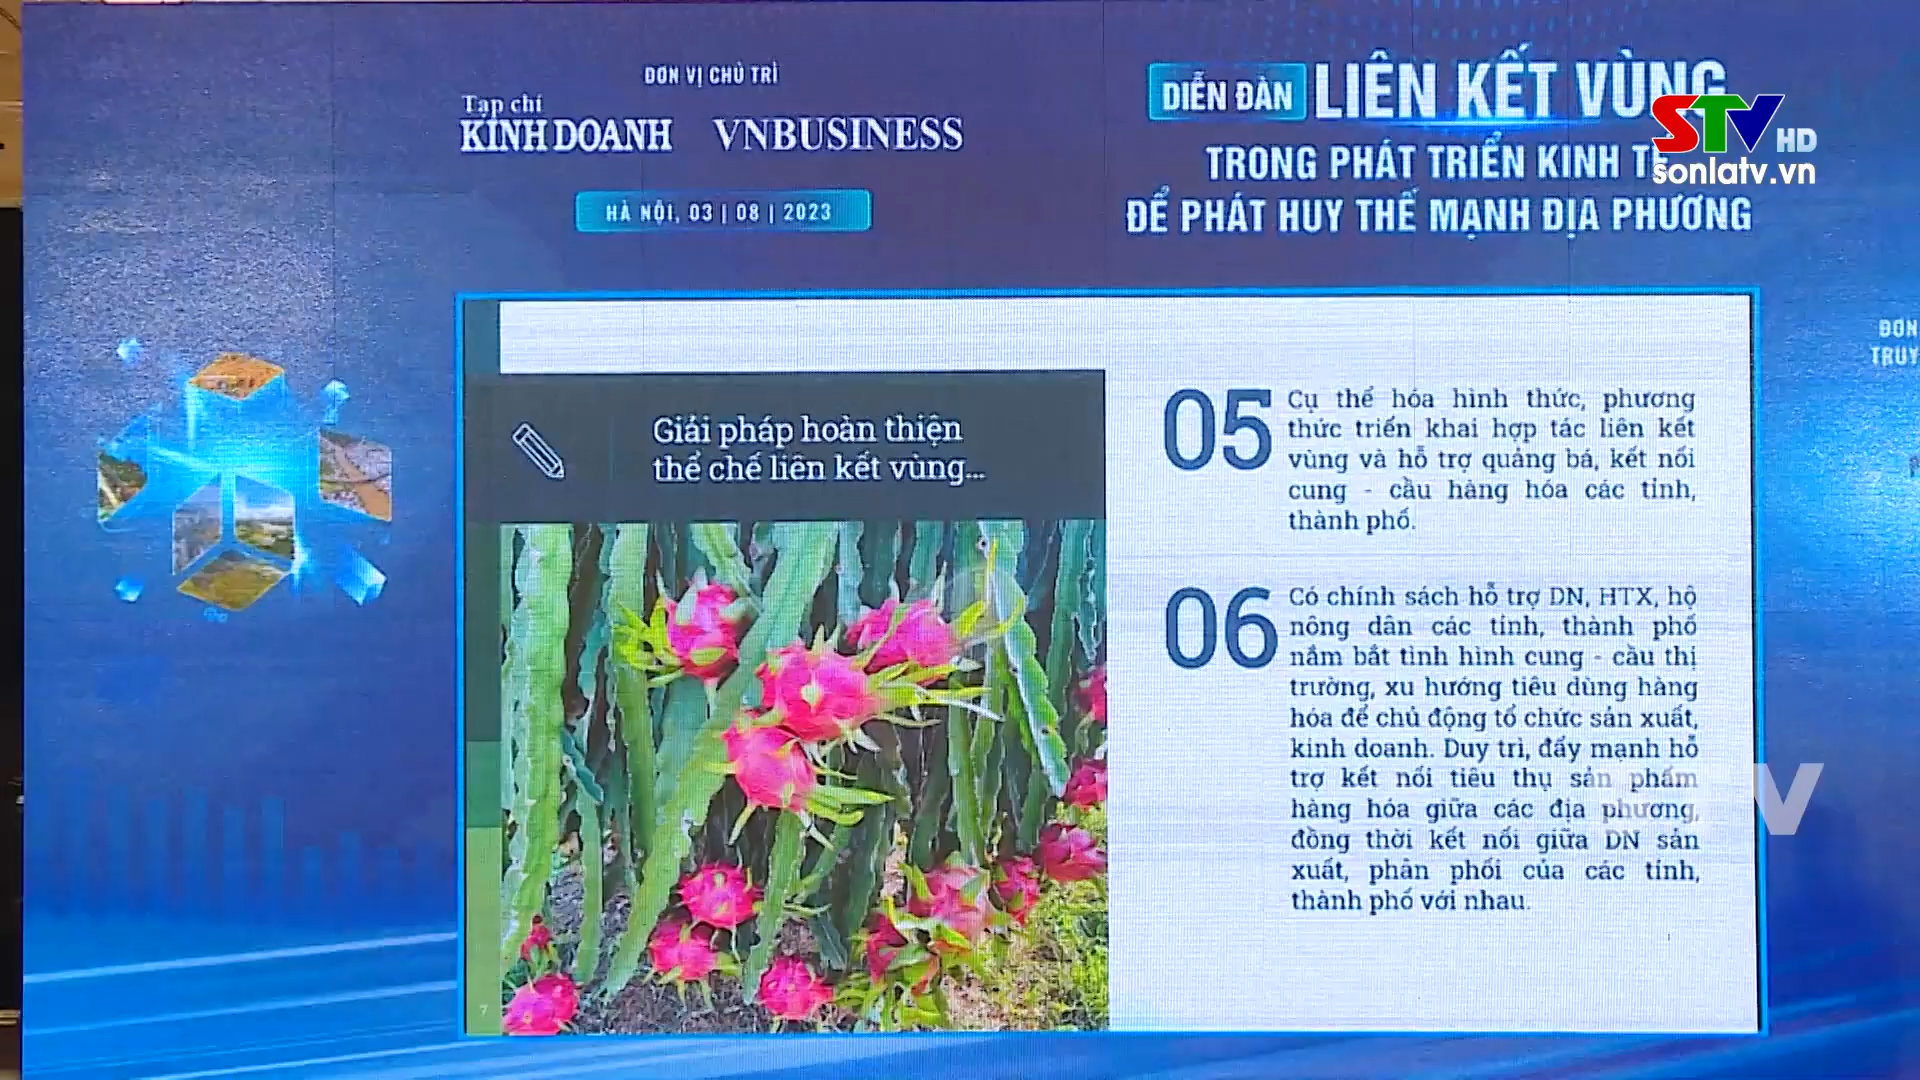 ĐƠN VỊ CHỦ TRÌ
Tạp chí
KINH DOANH
VNBUSINESS
HÀ NỘI, 03 | 08 | 2023
DIỄN ĐÀN
LIÊN KẾT VÙNG
TRONG PHÁT TRIỂN KINH TẾ
ĐỂ PHÁT HUY THẾ MẠNH ĐỊA PHƯƠNG
STV HD
sonlatv.vn
ĐƠN
TRUY
Giải pháp hoàn thiện
thể chế liên kết vùng...
05
Cụ thể hóa hình thức, phương
thức triển khai hợp tác liên kết
vùng và hỗ trợ quảng bá, kết nối
cung - cầu hàng hóa các tỉnh,
thành phố.
06
Có chính sách hỗ trợ DN, HTX, hộ
nông dân các tỉnh, thành phố
nắm bắt tình hình cung - cầu thị
trường, xu hướng tiêu dùng hàng
hóa để chủ động tổ chức sản xuất,
kinh doanh. Duy trì, đẩy mạnh hỗ
trợ kết nối tiêu thụ sản phẩm
hàng hóa giữa các địa phương,
đồng thời kết nối giữa DN sản
xuất, phân phối của các tỉnh,
thành phố với nhau.
7
V